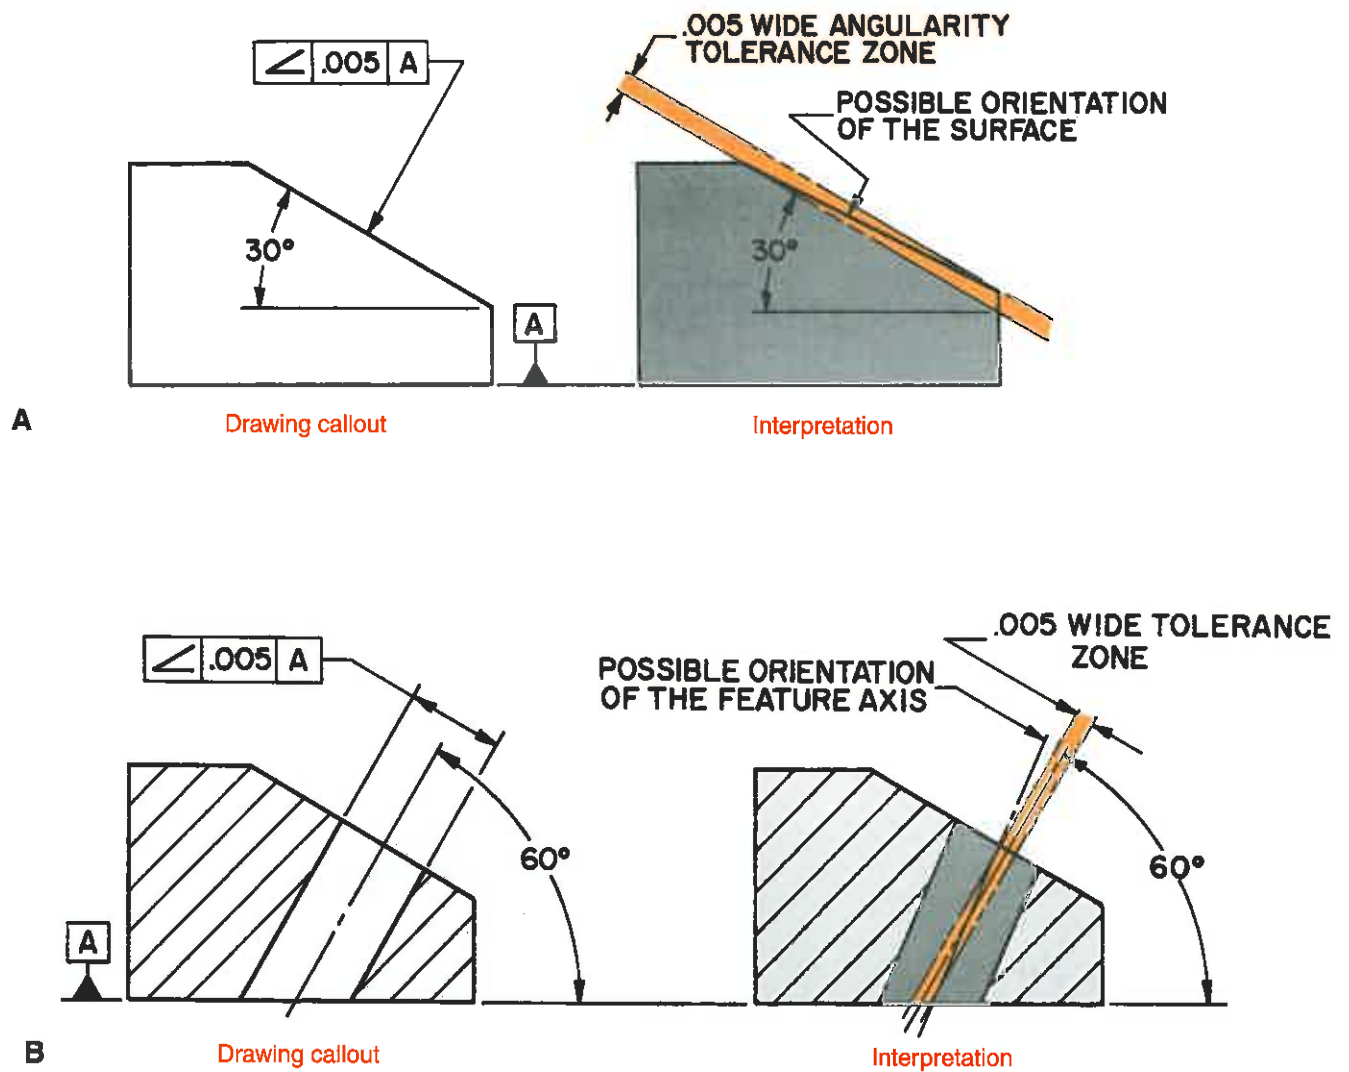 .005 WIDE ANGULARITY
TOLERANCE ZONE
∠ .005 A
POSSIBLE ORIENTATION
OF THE SURFACE
30°
30°
A
A
Drawing callout
Interpretation
.005 WIDE TOLERANCE
ZONE
∠ .005 A
POSSIBLE ORIENTATION
OF THE FEATURE AXIS
60°
60°
A
B
Drawing callout
Interpretation